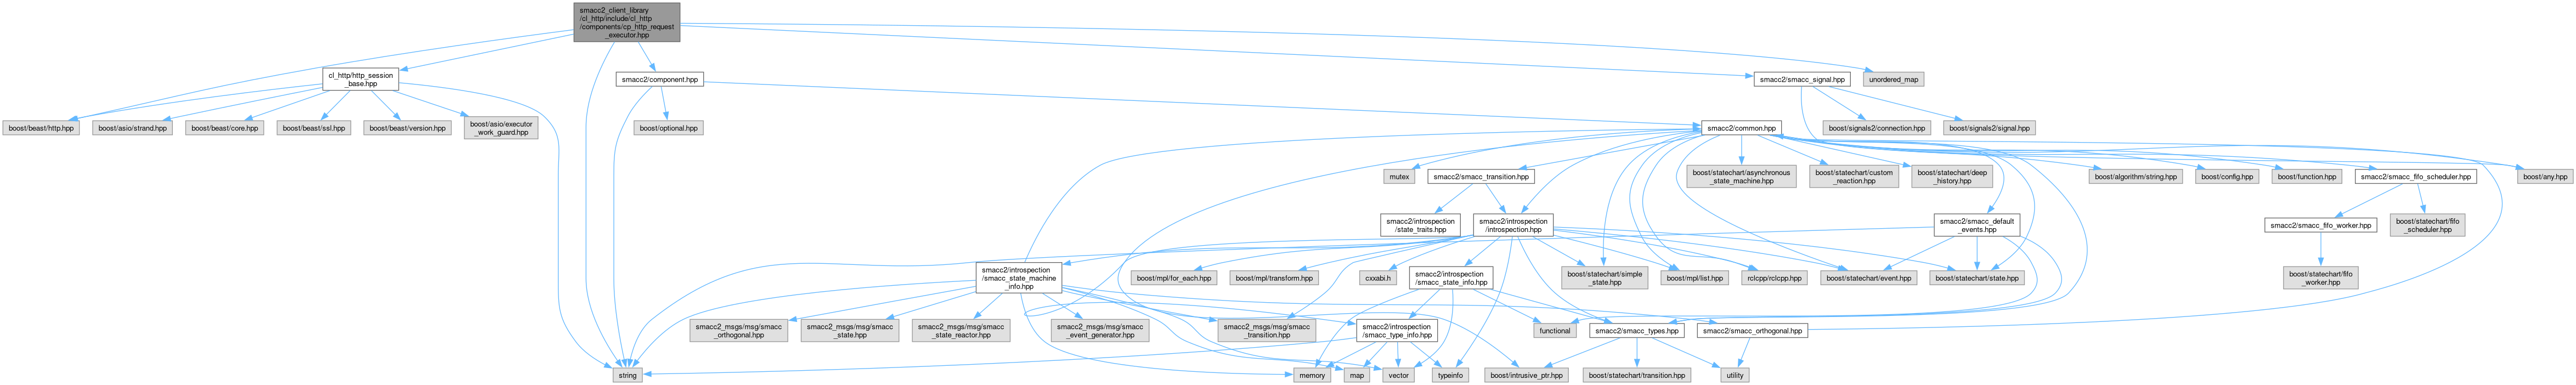 smacc2_client_library
/cl_http/include/cl_http
/components/cp_http_request
_executor.hpp
cl_http/http_session
_base.hpp
smacc2/component.hpp
smacc2/smacc_signal.hpp
unordered_map
boost/beast/http.hpp
boost/asio/strand.hpp
boost/beast/core.hpp
boost/beast/ssl.hpp
boost/beast/version.hpp
boost/asio/executor
_work_guard.hpp
boost/optional.hpp
smacc2/common.hpp
boost/signals2/connection.hpp
boost/signals2/signal.hpp
mutex
smacc2/smacc_transition.hpp
boost/statechart/asynchronous
_state_machine.hpp
boost/statechart/custom
_reaction.hpp
boost/statechart/deep
_history.hpp
boost/algorithm/string.hpp
boost/config.hpp
boost/function.hpp
smacc2/smacc_fifo_scheduler.hpp
boost/any.hpp
smacc2/introspection
/state_traits.hpp
smacc2/introspection
/introspection.hpp
smacc2/smacc_default
_events.hpp
smacc2/smacc_fifo_worker.hpp
boost/statechart/fifo
_scheduler.hpp
smacc2/introspection
/smacc_state_machine
_info.hpp
boost/mpl/for_each.hpp
boost/mpl/transform.hpp
cxxabi.h
smacc2/introspection
/smacc_state_info.hpp
boost/statechart/simple
_state.hpp
boost/mpl/list.hpp
rclcpp/rclcpp.hpp
boost/statechart/event.hpp
boost/statechart/state.hpp
boost/statechart/fifo
_worker.hpp
smacc2_msgs/msg/smacc
_orthogonal.hpp
smacc2_msgs/msg/smacc
_state.hpp
smacc2_msgs/msg/smacc
_state_reactor.hpp
smacc2_msgs/msg/smacc
_event_generator.hpp
smacc2_msgs/msg/smacc
_transition.hpp
smacc2/introspection
/smacc_type_info.hpp
functional
smacc2/smacc_types.hpp
smacc2/smacc_orthogonal.hpp
string
memory
map
vector
typeinfo
boost/intrusive_ptr.hpp
boost/statechart/transition.hpp
utility